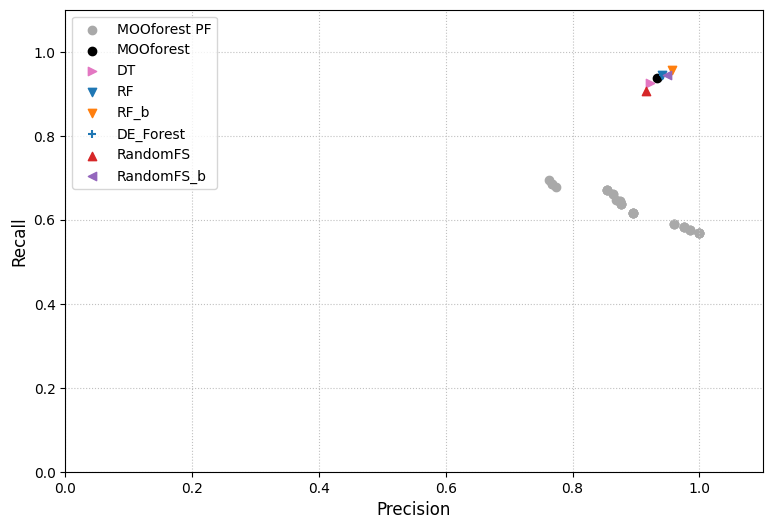 MOOforest PF
MOOforest
DT
RF
RF_b
DE_Forest
RandomFS
RandomFS_b
1.0
0.8
0.6
0.4
0.2
0.0
Recall
0.0 0.2 0.4 0.6 0.8 1.0
Precision